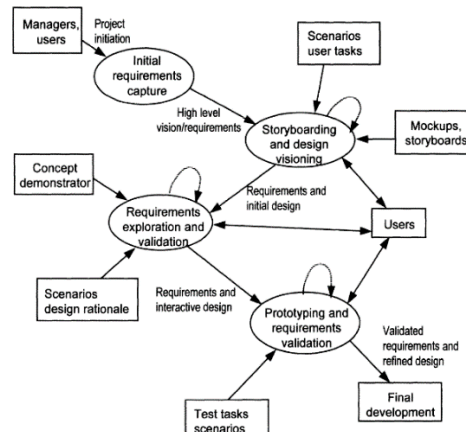 Managers,
users
Project
initiation
Initial
requirements
capture
Scenarios
user tasks
High level
vision/requirements
Storyboarding
and design
visioning
Mockups,
storyboards
Concept
demonstrator
Requirements
exploration and
validation
Requirements and
initial design
Users
Scenarios
design rationale
Requirements and
interactive design
Prototyping and
requirements
validation
Validated
requirements and
refined design
Final
development
Test tasks
scenarios